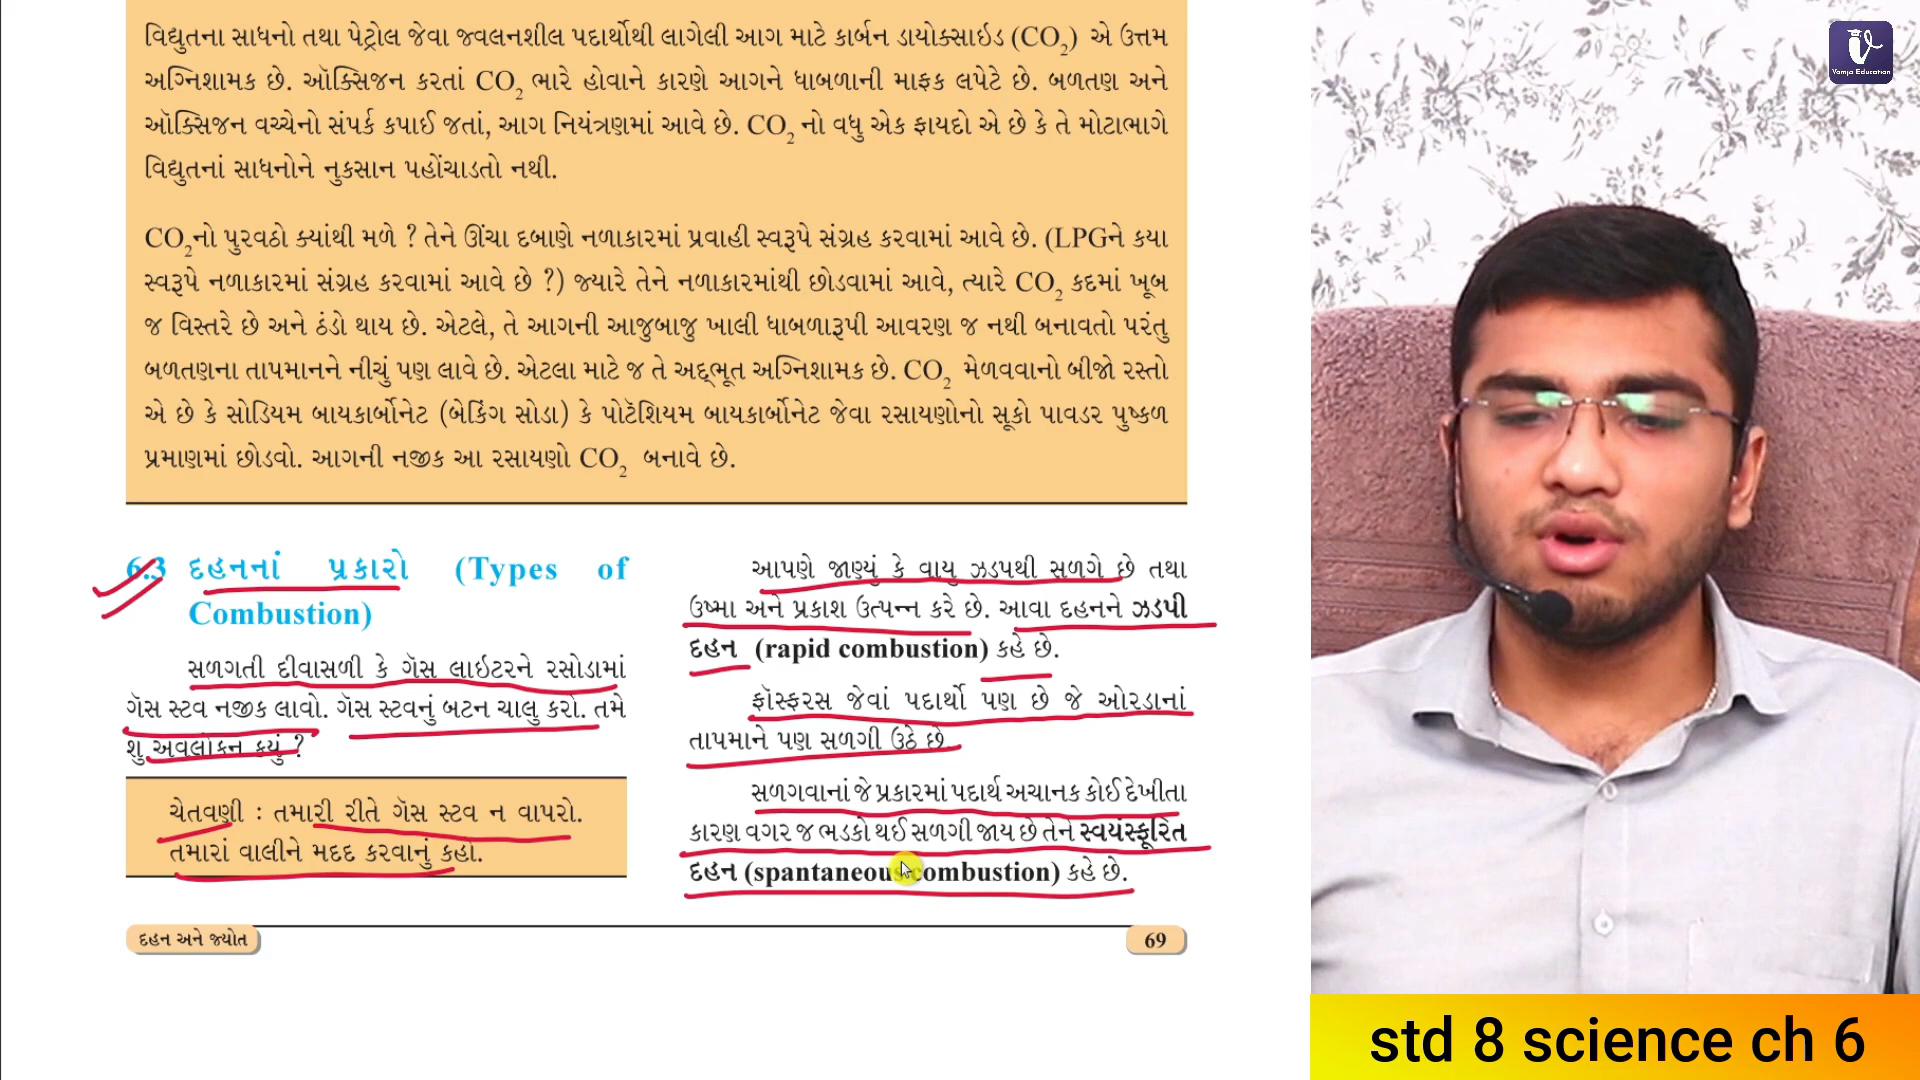 વિદ્યુતના સાધનો તથા પેટ્રોલ જેવા જ્વલનશીલ પદાર્થોથી લાગેલી આગ માટે કાર્બન ડાયોક્સાઇડ (CO2) એ ઉત્તમ
અગ્નિશામક છે. ઑક્સિજન કરતાં CO2 ભારે હોવાને કારણે આગને ધાબળાની માફક લપેટે છે. બળતણ અને
ઑક્સિજન વચ્ચેનો સંપર્ક કપાઈ જતાં, આગ નિયંત્રણમાં આવે છે. CO2 નો વધુ એક ફાયદો એ છે કે તે મોટાભાગે
વિદ્યુતનાં સાધનોને નુકસાન પહોંચાડતો નથી.
CO2નો પુરવઠો ક્યાંથી મળે ? તેને ઊંચા દબાણે નળાકારમાં પ્રવાહી સ્વરૂપે સંગ્રહ કરવામાં આવે છે. (LPGને કયા
સ્વરૂપે નળાકારમાં સંગ્રહ કરવામાં આવે છે ?) જ્યારે તેને નળાકારમાંથી છોડવામાં આવે, ત્યારે CO2 કદમાં ખૂબ
જ વિસ્તરે છે અને ઠંડો થાય છે. એટલે, તે આગની આજુબાજુ ખાલી ધાબળારૂપી આવરણ જ નથી બનાવતો પરંતુ
બળતણના તાપમાનને નીચું પણ લાવે છે. એટલા માટે જ તે અદ્ભૂત અગ્નિશામક છે. CO2 મેળવવાનો બીજો રસ્તો
એ છે કે સોડિયમ બાયકાર્બોનેટ (બેકિંગ સોડા) કે પોટૅશિયમ બાયકાર્બોનેટ જેવા રસાયણોનો સૂકો પાવડર પુષ્કળ
પ્રમાણમાં છોડવો. આગની નજીક આ રસાયણો CO2 બનાવે છે.
6.3 દહનનાં પ્રકારો (Types of
Combustion)
સળગતી દીવાસળી કે ગૅસ લાઇટરને રસોડામાં
ગૅસ સ્ટવ નજીક લાવો. ગૅસ સ્ટવનું બટન ચાલુ કરો. તમે
શું અવલોકન કર્યું ?
ચેતવણી : તમારી રીતે ગૅસ સ્ટવ ન વાપરો.
તમારાં વાલીને મદદ કરવાનું કહો.
આપણે જાણ્યું કે વાયુ ઝડપથી સળગે છે તથા
ઉષ્મા અને પ્રકાશ ઉત્પન્ન કરે છે. આવા દહનને ઝડપી
દહન (rapid combustion) કહે છે.
ફૉસ્ફરસ જેવાં પદાર્થો પણ છે જે ઓરડાનાં
તાપમાને પણ સળગી ઉઠે છે.
સળગવાનાં જે પ્રકારમાં પદાર્થ અચાનક કોઈ દેખીતા
કારણ વગર જ ભડકો થઈ સળગી જાય છે તેને સ્વયંસ્ફૂરિત
દહન (spantaneous combustion) કહે છે.
દહન અને જ્યોત
69
Vamja Education
std 8 science ch 6